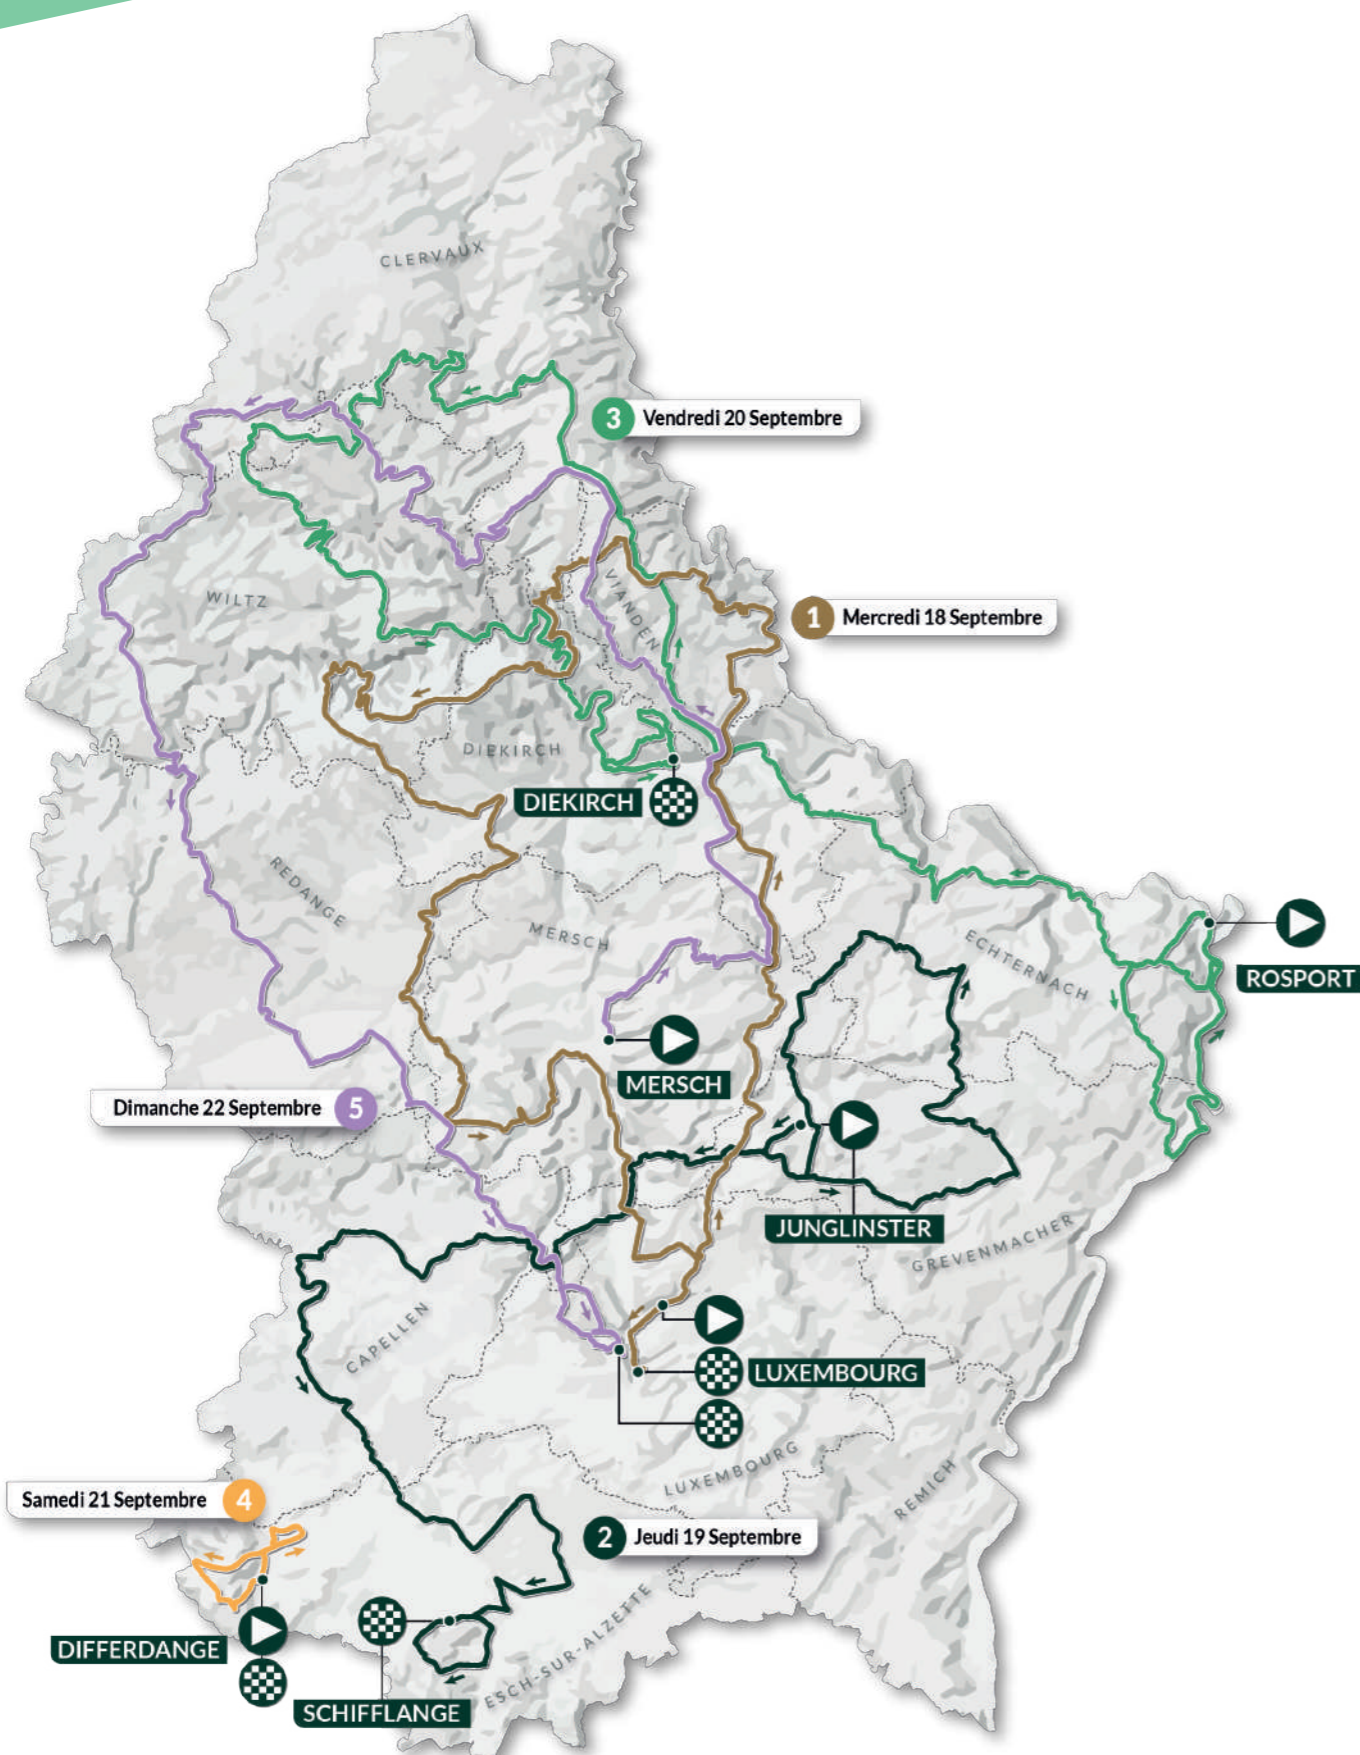 CLERVAUX
3 Vendredi 20 Septembre
WILTZ
VIANDEN
1 Mercredi 18 Septembre
DIEKIRCH
DIEKIRCH
REDANGE
MERSCH
ECHTERNACH
ROSPORT
MERSCH
Dimanche 22 Septembre 5
JUNGLINSTER
GREVENMACHER
CAPELLEN
LUXEMBOURG
LUXEMBOURG
REMICH
Samedi 21 Septembre 4
2 Jeudi 19 Septembre
ESCH-SUR-ALZETTE
DIFFERDANGE
SCHIFFLANGE